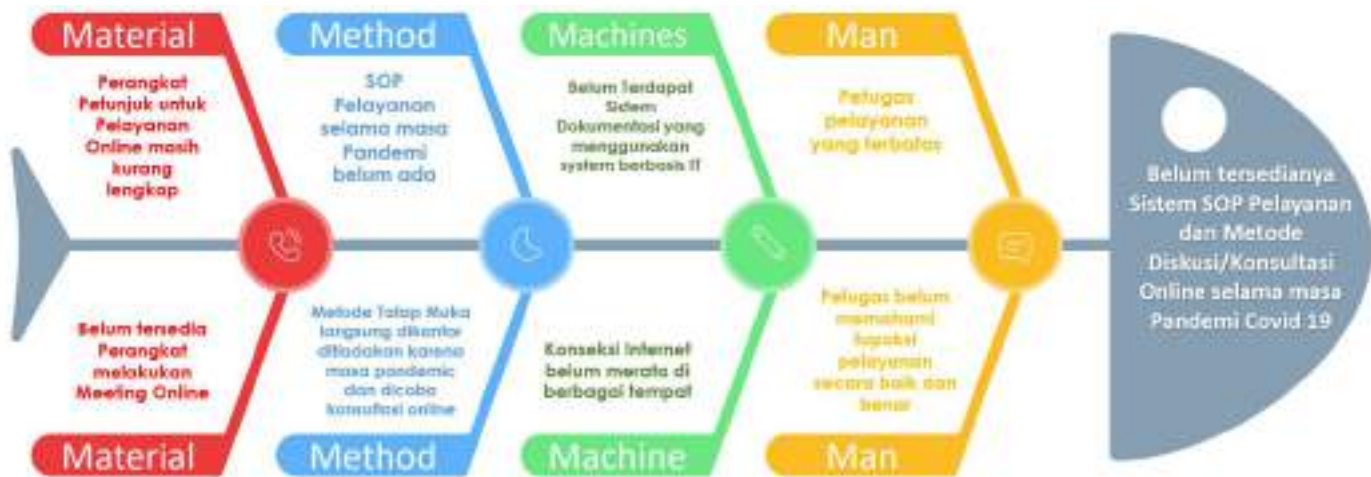 Material
Perangkat
Petunjuk untuk
Pelayanan
Online masih
kurang
lengkap
Method
SOP
Pelayanan
selama masa
Pandemi
belum ada
Machines
Belum Terdapat
Sistem
Dokumentasi yang
menggunakan
system berbasis IT
Man
Petugas
pelayanan
yang terbatas
Belum tersedianya
Sistem SOP Pelayanan
dan Metode
Diskusi/Konsultasi
Online selama masa
Pandemi Covid 19
Belum tersedia
Perangkat
melakukan
Meeting Online
Material
Metode Tatap Muka
langsung dikantor
ditiadakan karena
masa pandemic
dan dicoba
konsultasi online
Method
Konseksi Internet
belum merata di
berbagai tempat
Machine
Petugas belum
memahami
tupoksi
pelayanan
secara baik dan
benar
Man